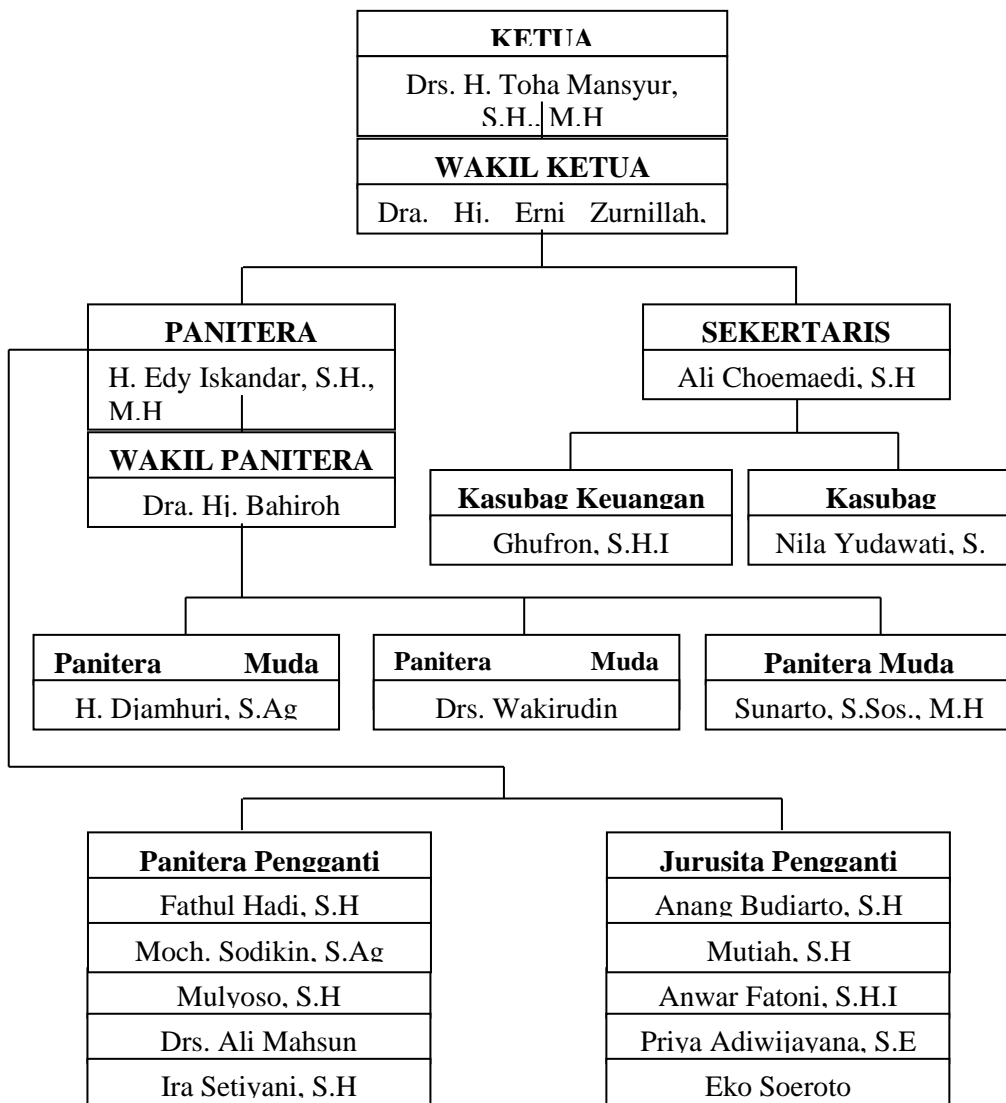 KETUA
Drs. H. Toha Mansyur,
S.H., M.H
WAKIL KETUA
Dra. Hj. Erni Zurnillah,
PANITERA
H. Edy Iskandar, S.H.,
M.H
WAKIL PANITERA
Dra. Hj. Bahiroh
SEKERTARIS
Ali Choemaedi, S.H
Kasubag Keuangan
Ghufron, S.H.I
Kasubag
Nila Yudawati, S.
Panitera Muda
H. Djamhuri, S.Ag
Panitera Muda
Drs. Wakirudin
Panitera Muda
Sunarto, S.Sos., M.H
Panitera Pengganti
Fathul Hadi, S.H
Moch. Sodikin, S.Ag
Mulyoso, S.H
Drs. Ali Mahsun
Ira Setiyani, S.H
Jurusita Pengganti
Anang Budiarto, S.H
Mutiah, S.H
Anwar Fatoni, S.H.I
Priya Adiwijayana, S.E
Eko Soeroto